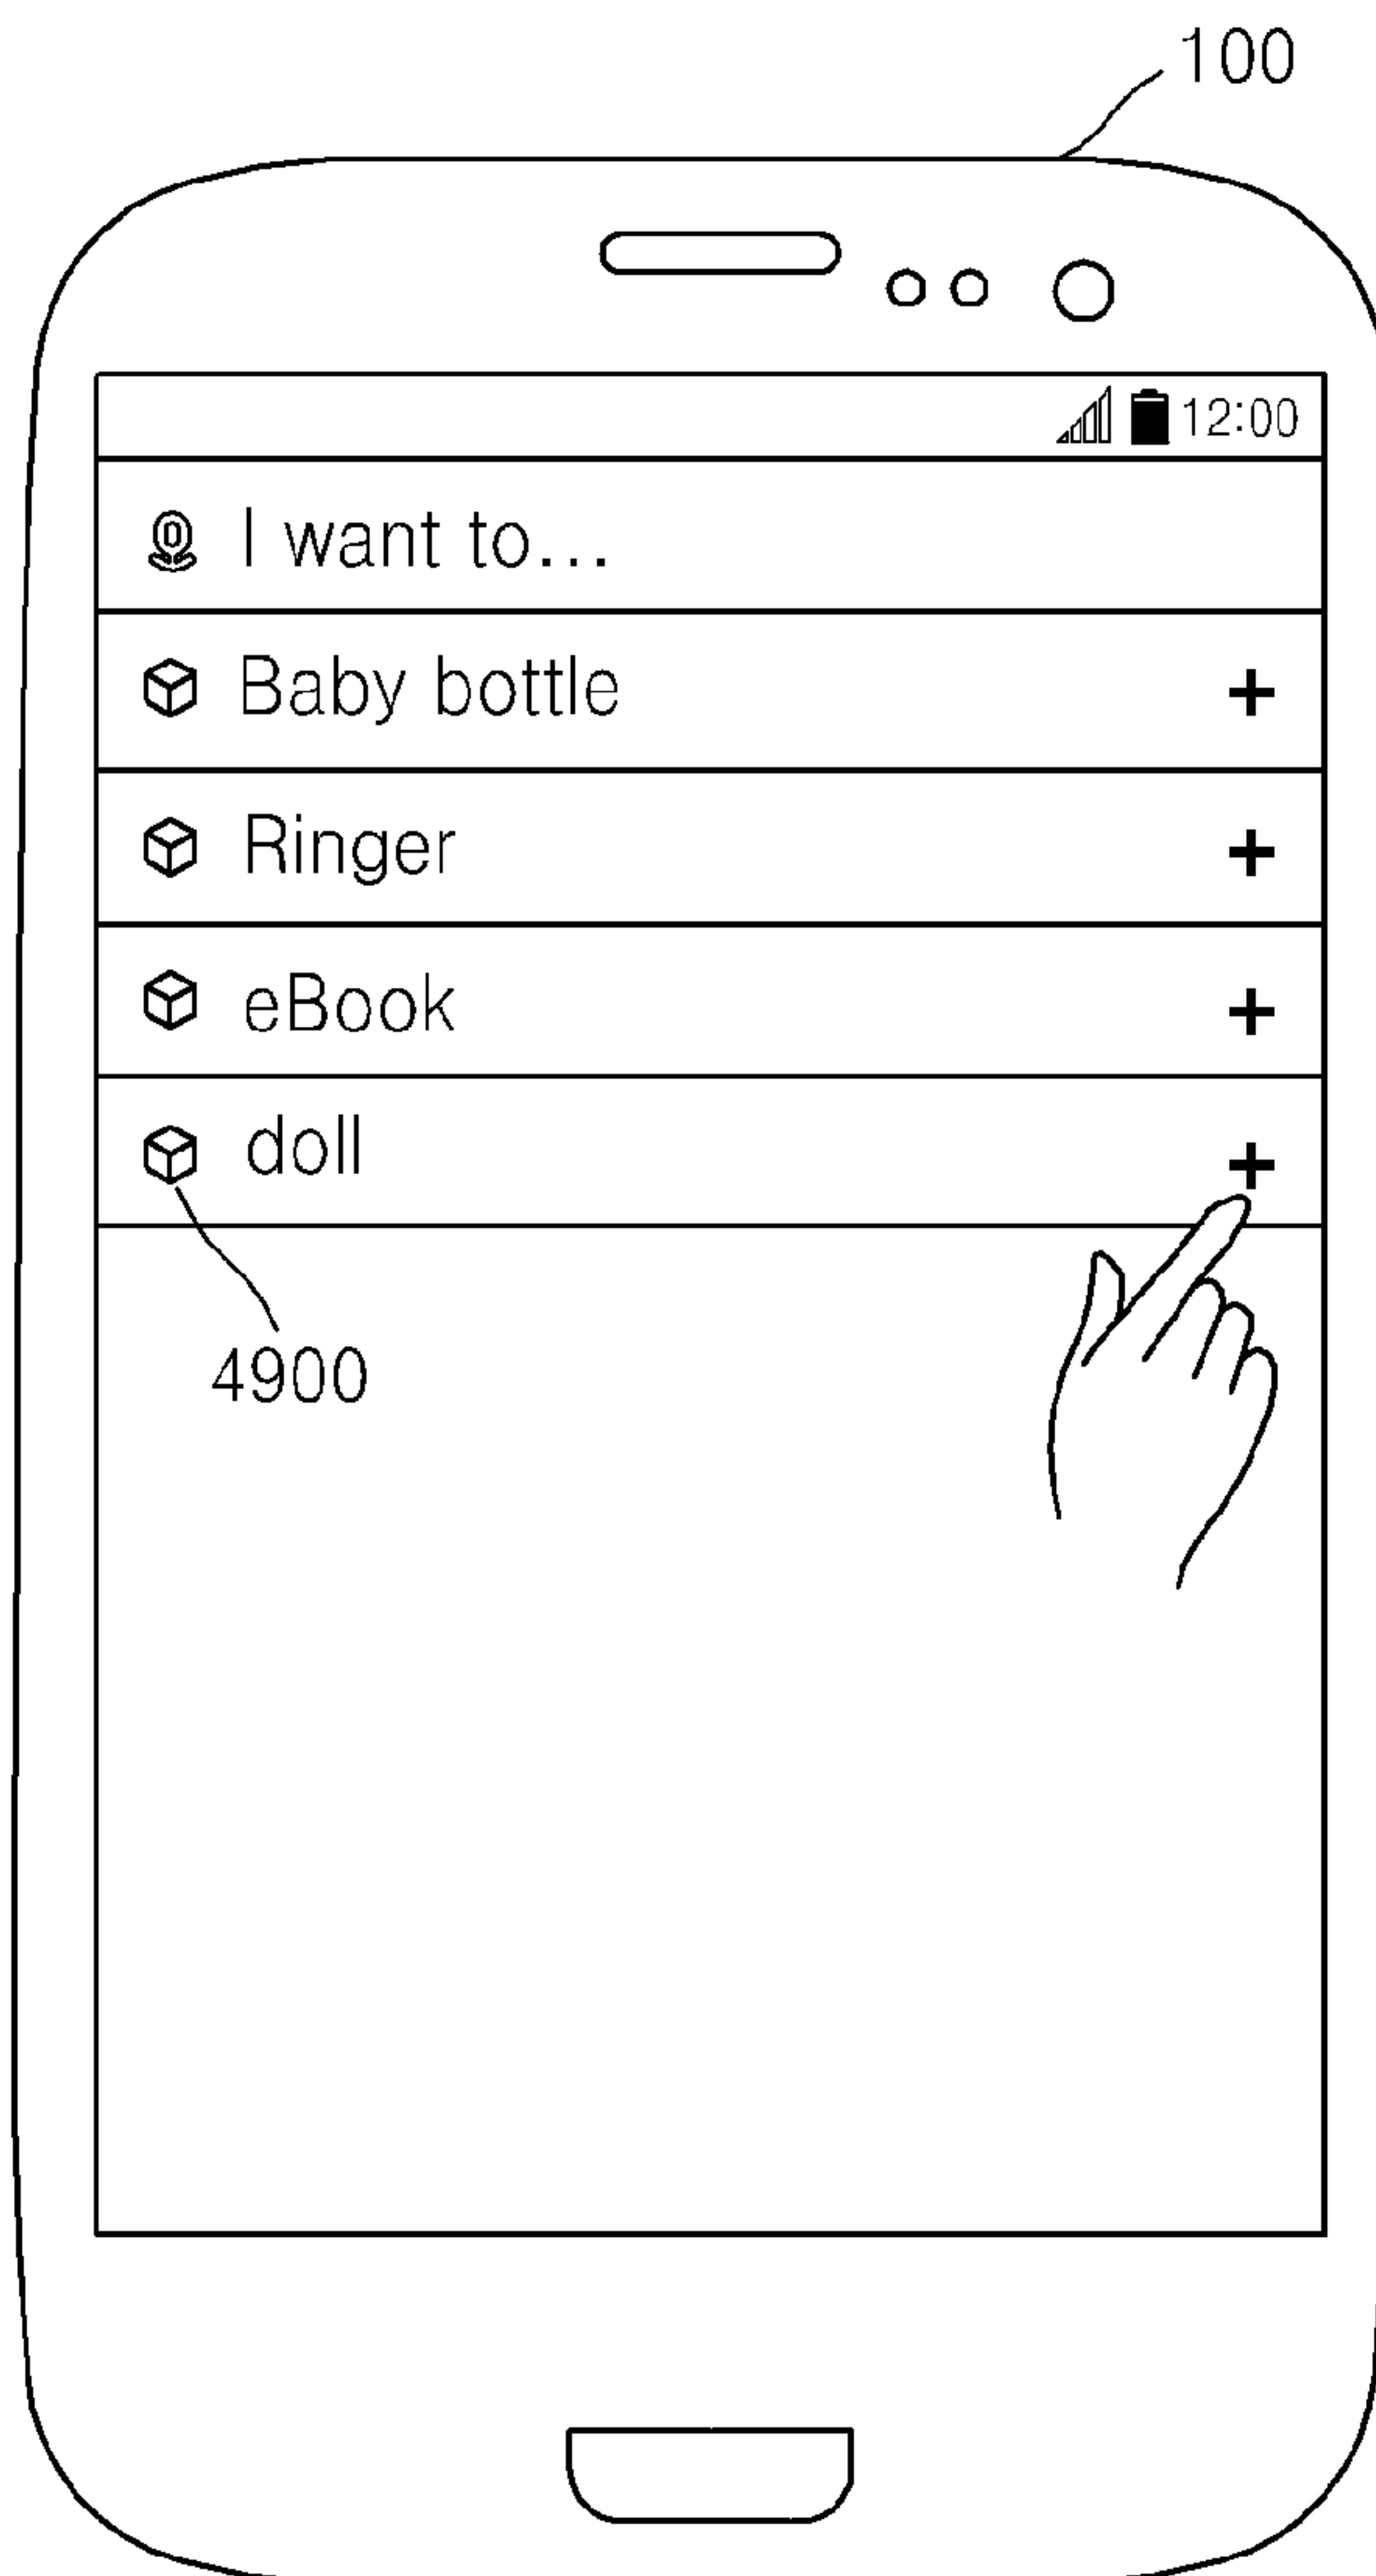 100
12:00
I want to...
Baby bottle +
Ringer +
eBook +
doll +
4900